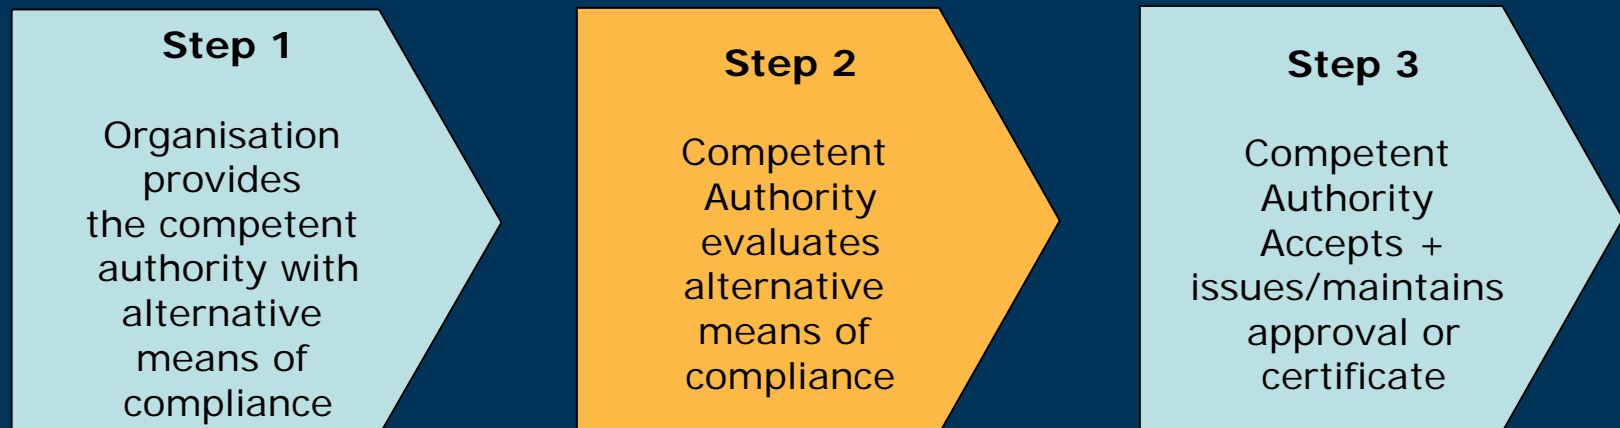 Step 1
Organisation
provides
the competent
authority with
alternative
means of
compliance
Step 2
Competent
Authority
evaluates
alternative
means of
compliance
Step 3
Competent
Authority
Accepts +
issues/maintains
approval or
certificate